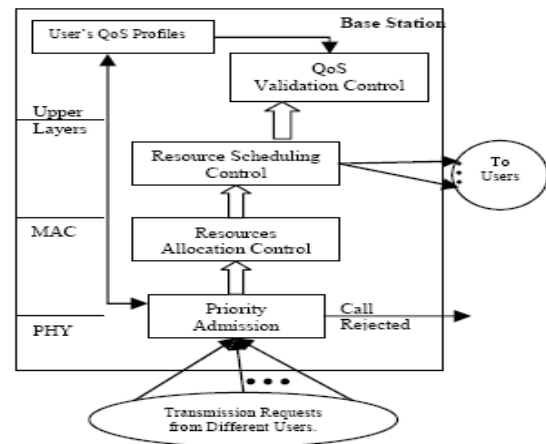 Base Station
User's QoS Profiles
QoS
Validation Control
Upper
Layers
Resource Scheduling
Control
To
Users
MAC
Resources
Allocation Control
Priority
Admission
Call
Rejected
PHY
Transmission Requests
from Different Users.